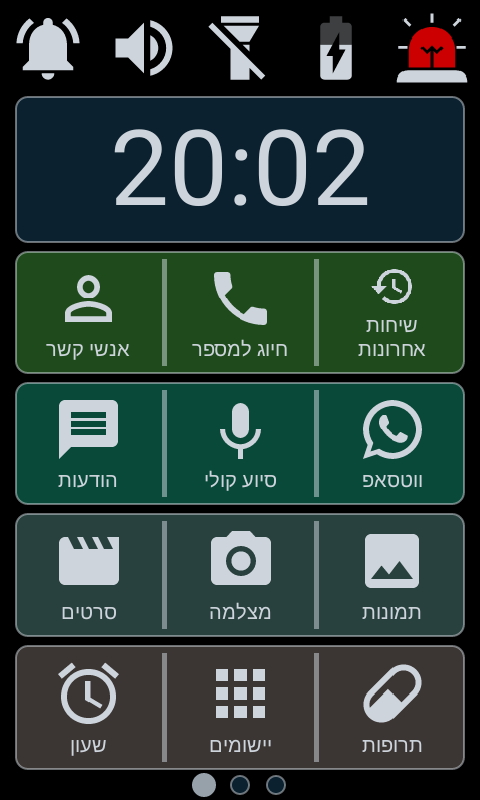 20:02
שיחות
אחרונות
חיוג למספר
אנשי קשר
ווטסאפ
סיוע קולי
הודעות
תמונות
מצלמה
סרטים
תרופות
יישומים
שעון